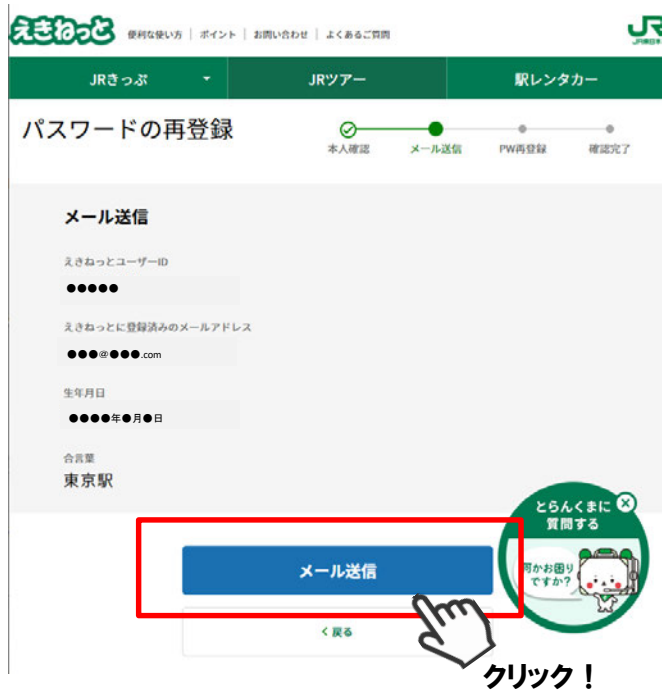 えきねっと 便利な使い方 | ポイント | お問い合わせ | よくあるご質問 JR
JR東日本
JRきっぷ JRツアー 駅レンタカー
パスワードの再登録
本人確認 メール送信 PW再登録 確認完了
メール送信
えきねっとユーザーID
●●●●●
えきねっとに登録済みのメールアドレス
●●●@●●●.com
生年月日
●●●●年●月●日
合言葉
東京駅
とらんくまに
質問する
何かお困り
ですか?
メール送信
く戻る
クリック!